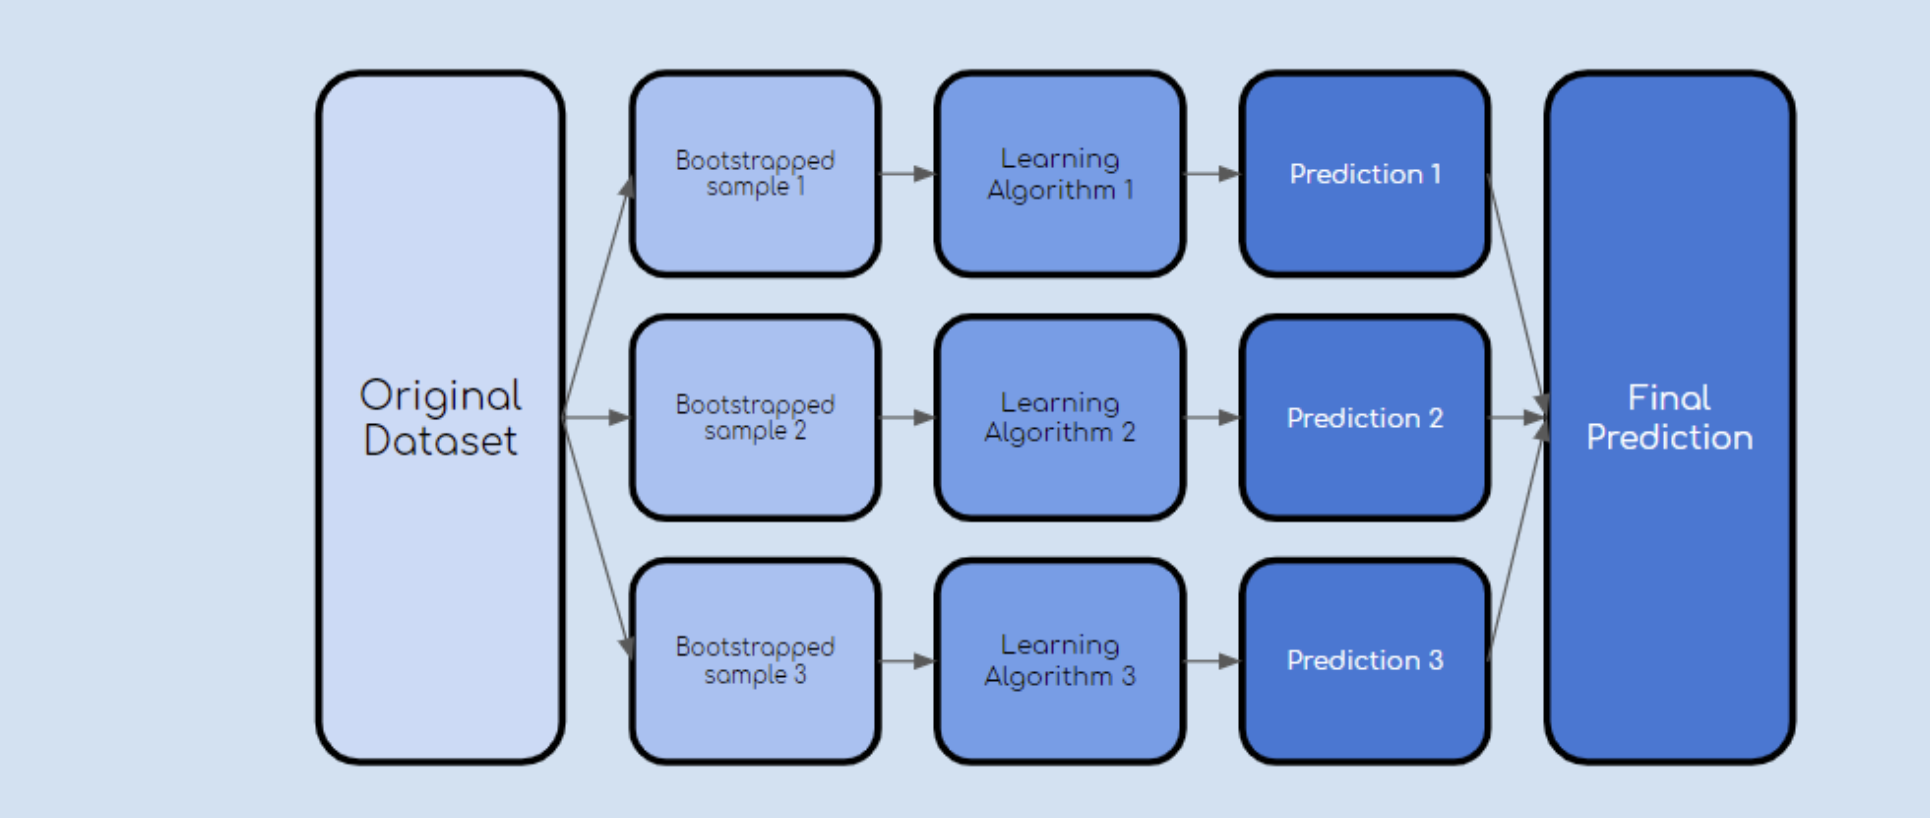 Original
Dataset
Bootstrapped
sample 1
Learning
Algorithm 1
Prediction 1
Bootstrapped
sample 2
Learning
Algorithm 2
Prediction 2
Bootstrapped
sample 3
Learning
Algorithm 3
Prediction 3
Final
Prediction